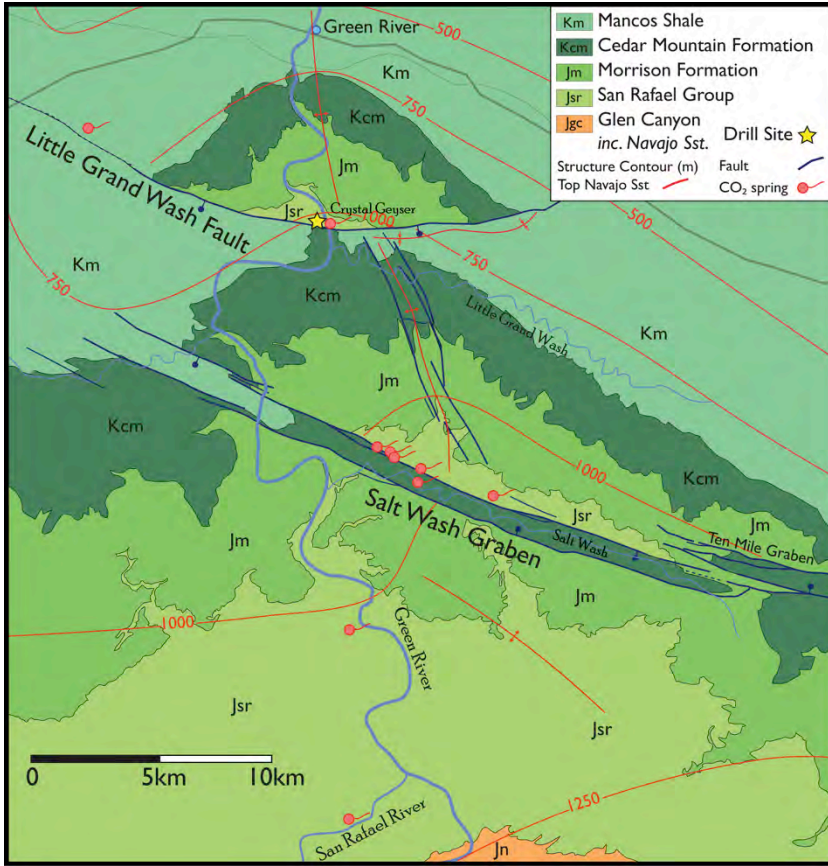 Green River
500
Km Mancos Shale
Kcm Cedar Mountain Formation
Jm Morrison Formation
Jsr San Rafael Group
Jgc Glen Canyon
inc. Navajo Sst.
Drill Site
Structure Contour (m)
Top Navajo Sst
Fault
CO₂ spring
Km
Km
750
Kcm
Little Grand Wash Fault
Jm
500
Jsr
Crystal Geyser
1000
Km
750
750
Kcm
Little Grand Wash
Km
Jm
Kcm
1000
Kcm
Salt Wash Graben
Jsr
Jm
Ten Mile Graben
Salt Wash
Jm
Jm
1000
Green River
Jsr
Jsr
0 5km 10km
1250
San Rafael River
Jn